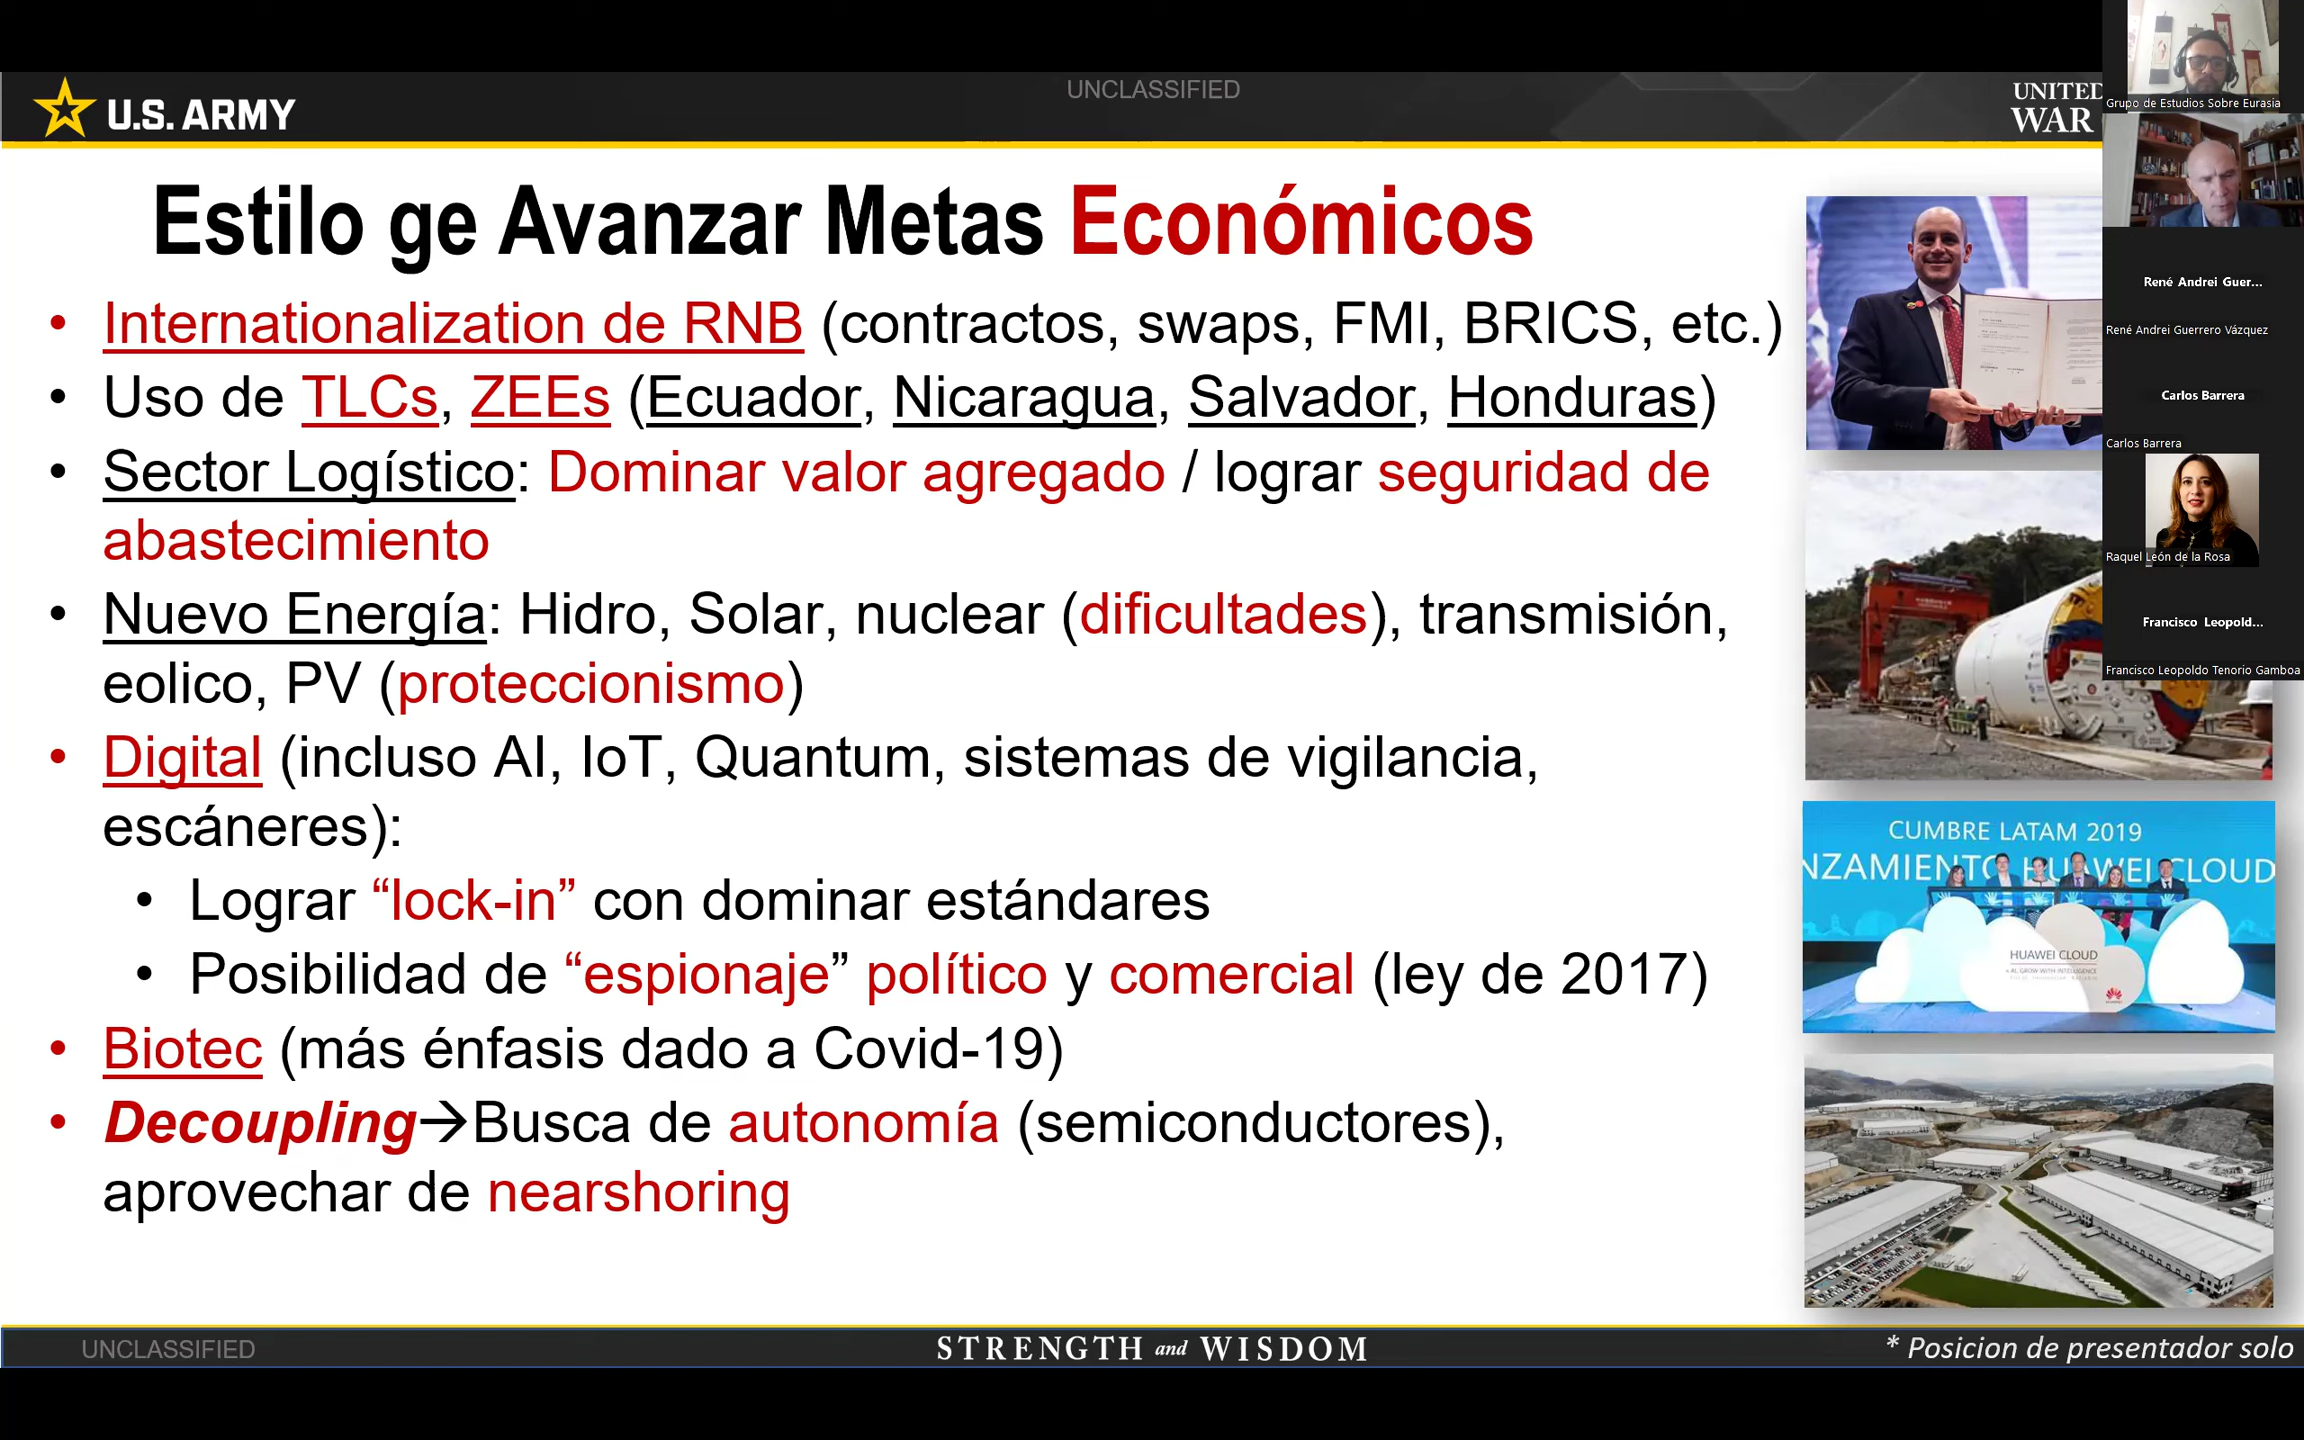 UNCLASSIFIED
U.S. ARMY
UNITED
WAR
Estilo ge Avanzar Metas Económicos
• Internationalization de RNB (contractos, swaps, FMI, BRICS, etc.)
• Uso de TLCs, ZEEs (Ecuador, Nicaragua, Salvador, Honduras)
• Sector Logístico: Dominar valor agregado / lograr seguridad de
abastecimiento
• Nuevo Energía: Hidro, Solar, nuclear (dificultades), transmisión,
eolico, PV (proteccionismo)
• Digital (incluso AI, IoT, Quantum, sistemas de vigilancia,
escáneres):
• Lograr “lock-in” con dominar estándares
• Posibilidad de “espionaje” político y comercial (ley de 2017)
• Biotec (más énfasis dado a Covid-19)
• Decoupling→Busca de autonomía (semiconductores),
aprovechar de nearshoring
Grupo de Estudios Sobre Eurasia
René Andrei Guer...
René Andrei Guerrero Vázquez
Carlos Barrera
Carlos Barrera
Raquel León de la Rosa
Francisco Leopold...
Francisco Leopoldo Tenorio Gamboa
CUMBRE LATAM 2019
NZAMIENTO HUAWEI CLOUD
HUAWEI CLOUD
UNCLASSIFIED
STRENGTH and WISDOM
* Posicion de presentador solo